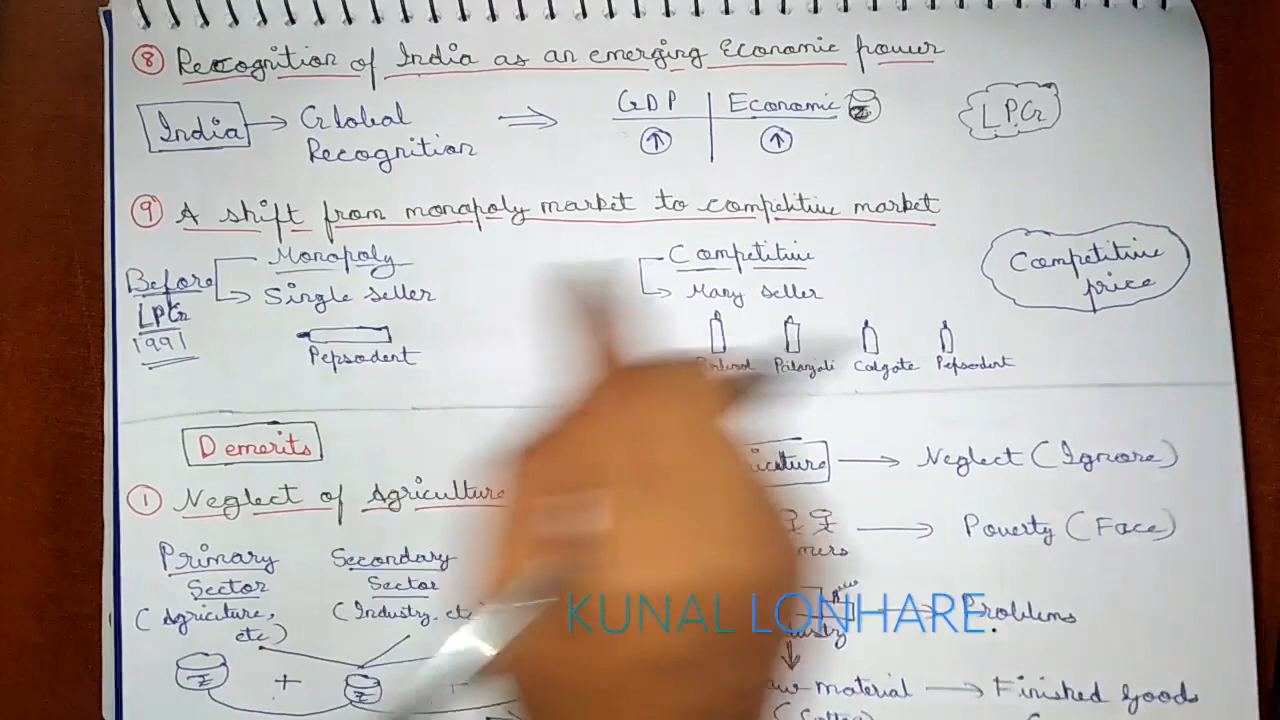 ⑧ Recognition of India as an emerging Economic power
India → Global Recognition ⇒
GDP Economic
↑ ↑
LPG
⑨ A shift from monopoly market to competitive market
Before
LPG
1991
Monopoly
Single Seller
Pepsodent
Competitive
Many Seller
Patanjali Colgate Pepsodent
Competitive
price
Demerits
① Neglect of Agriculture
Primary
Sector
(Agriculture,
etc)
Secondary
Sector
(Industry, etc
+
→ Neglect (Ignore)
→ Poverty (Face)
Problems
material → Finished Goods
KUNAL LONHARE.